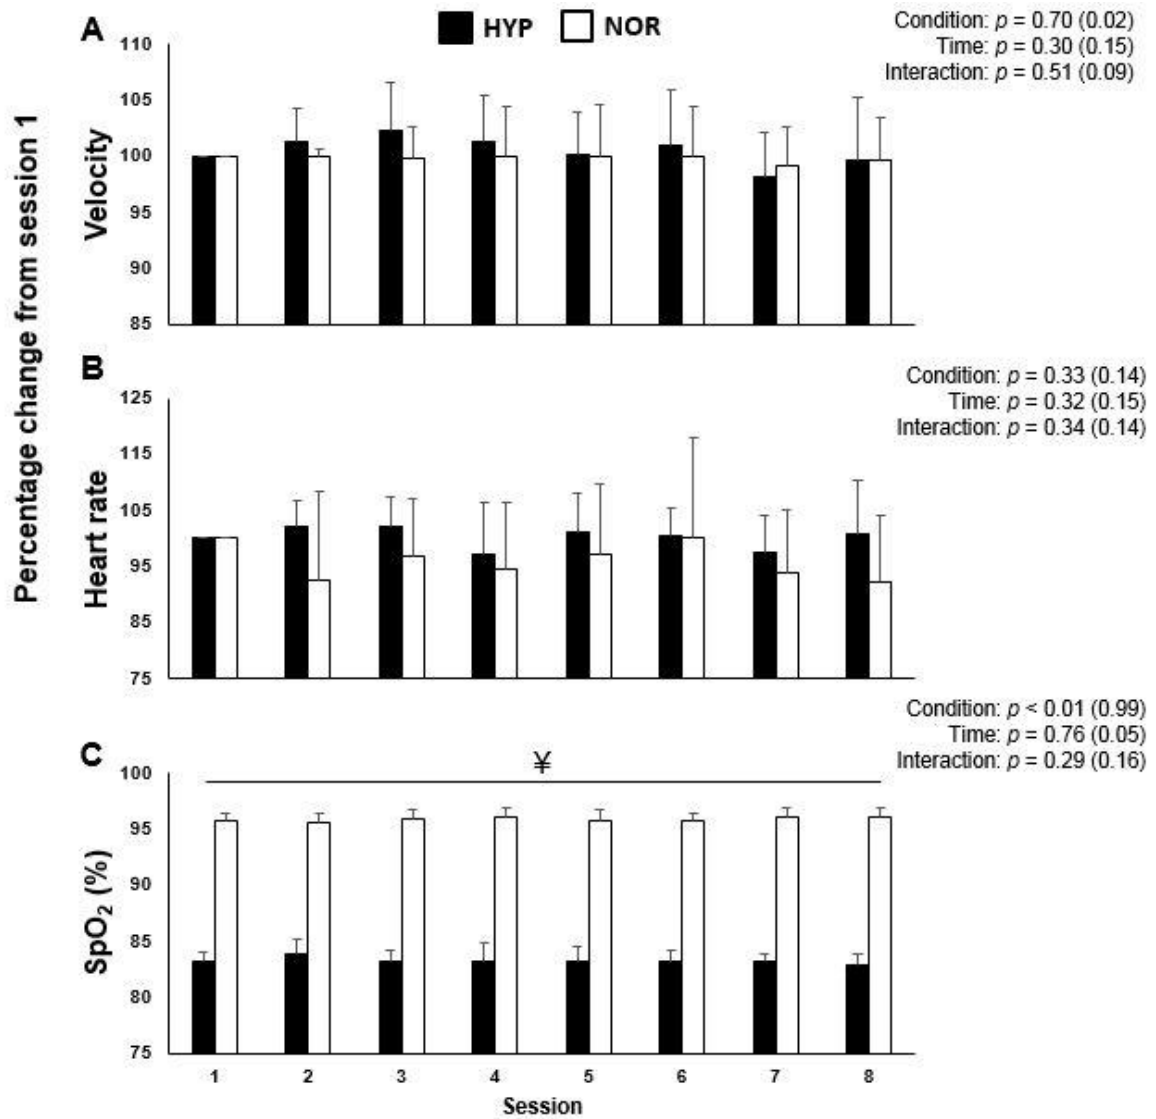 A
HYP NOR
Condition: p = 0.70 (0.02)
Time: p = 0.30 (0.15)
Interaction: p = 0.51 (0.09)
Percentage change from session 1
Velocity
110
105
100
95
90
85
B
Condition: p = 0.33 (0.14)
Time: p = 0.32 (0.15)
Interaction: p = 0.34 (0.14)
Heart rate
125
115
105
95
85
75
Condition: p < 0.01 (0.99)
Time: p = 0.76 (0.05)
Interaction: p = 0.29 (0.16)
C
¥
SpO₂ (%)
100
95
90
85
80
75
1 2 3 4 5 6 7 8
Session